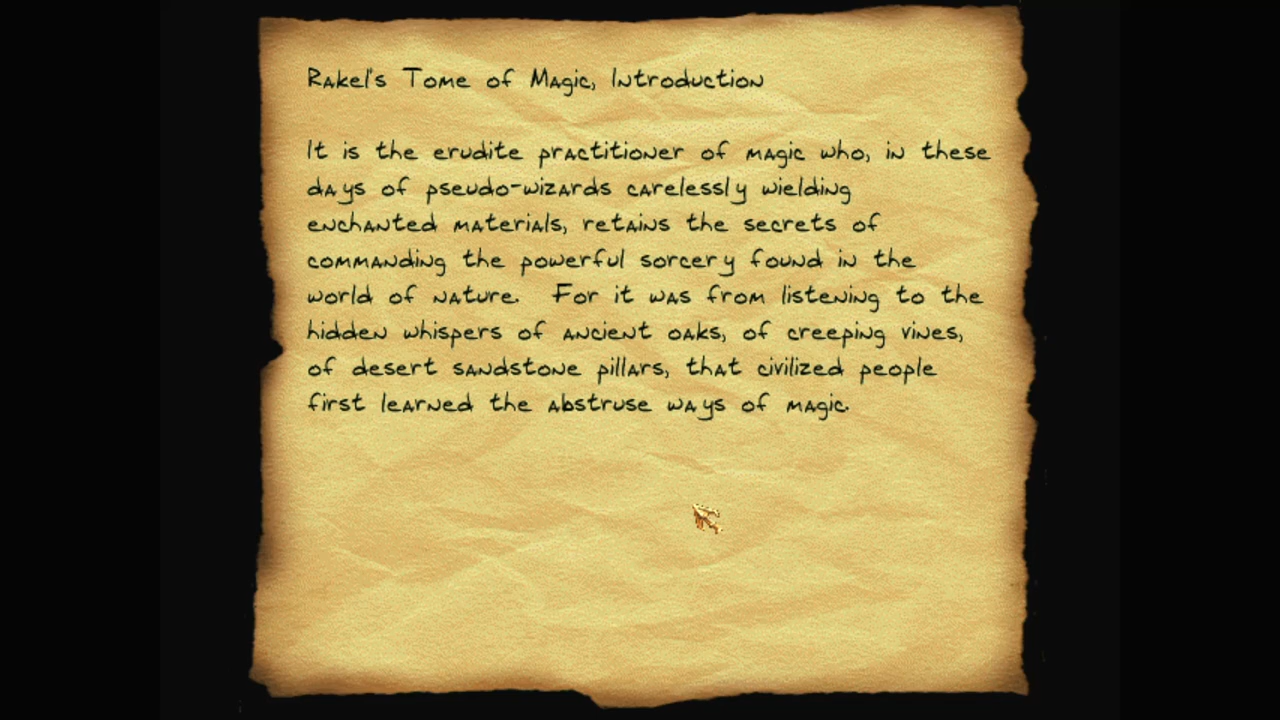 Rakel's Tome of Magic, Introduction
It is the erudite practitioner of magic who, in these
days of pseudo-wizards carelessly wielding
enchanted materials, retains the secrets of
commanding the powerful sorcery found in the
world of nature.  For it was from listening to the
hidden whispers of ancient oaks, of creeping vines,
of desert sandstone pillars, that civilized people
first learned the abstruse ways of magic.